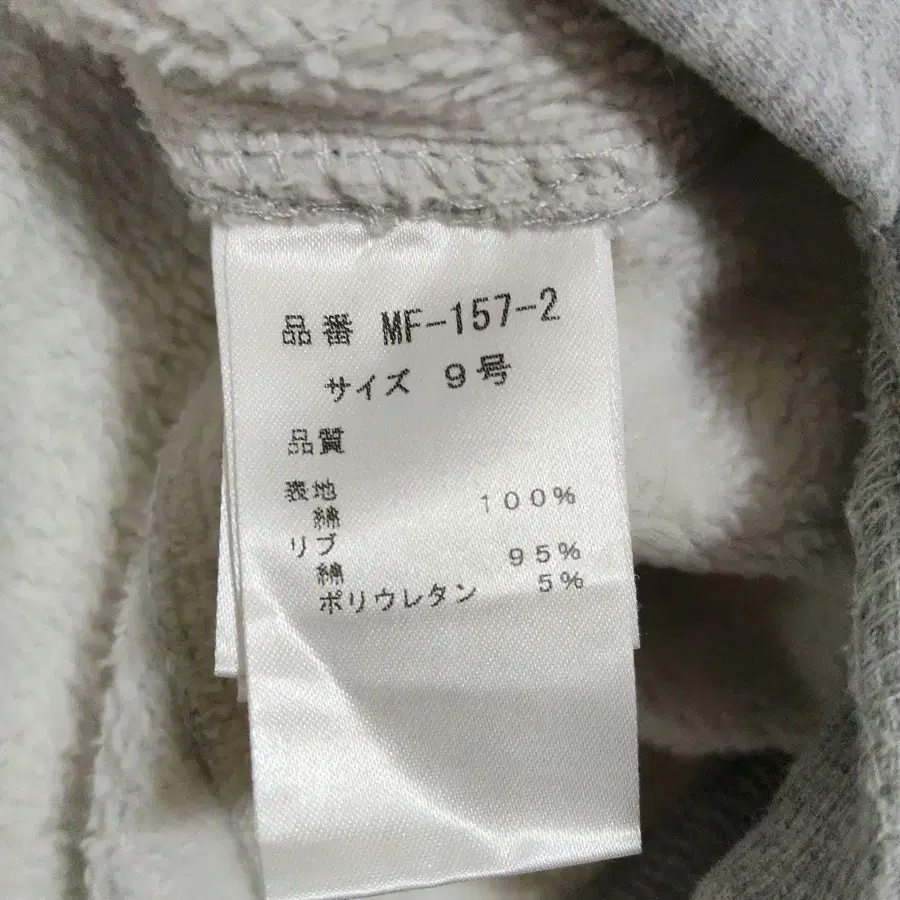 品番 MF-157-2
サイズ 9号
品質
表地
綿 100%
リブ
綿 95%
ポリウレタン 5%